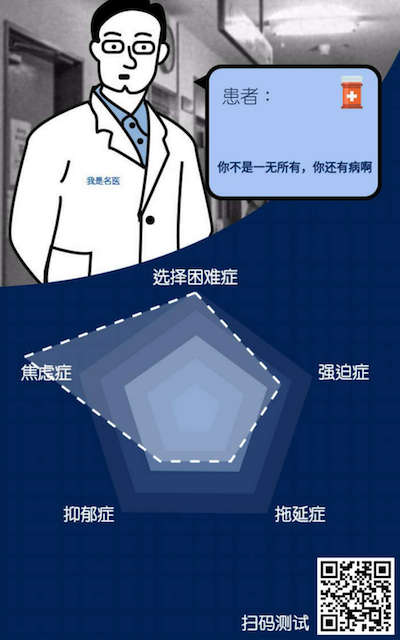 患者：
你不是一无所有，你还有病啊
我是名医
选择困难症
焦虑症
强迫症
抑郁症
拖延症
扫码测试